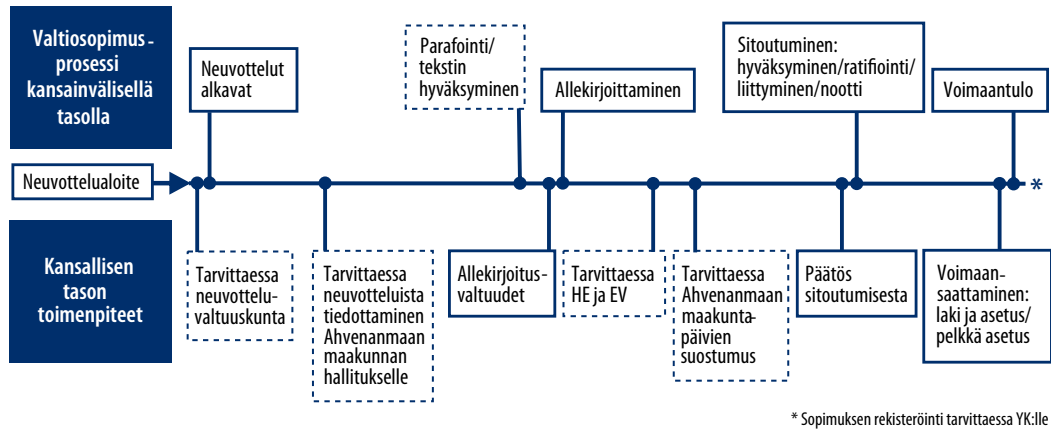 Valtiosopimus-
prosessi
kansainvälisellä
tasolla
Neuvottelut
alkavat
Parafointi/
tekstin
hyväksyminen
Allekirjoittaminen
Sitoutuminen:
hyväksyminen/ratifiointi/
liittyminen/nootti
Voimaantulo
Neuvottelualoite
*
Kansallisen
tason
toimenpiteet
Tarvittaessa
neuvottelu-
valtuuskunta
Tarvittaessa
neuvotteluista
tiedottaminen
Ahvenanmaan
maakunnan
hallitukselle
Allekirjoitus-
valtuudet
Tarvittaessa
HE ja EV
Tarvittaessa
Ahvenanmaan
maakunta-
päivien
suostumus
Päätös
sitoutumisesta
Voimaan-
saattaminen:
laki ja asetus/
pelkkä asetus
* Sopimuksen rekisteröinti tarvittaessa YK:lle